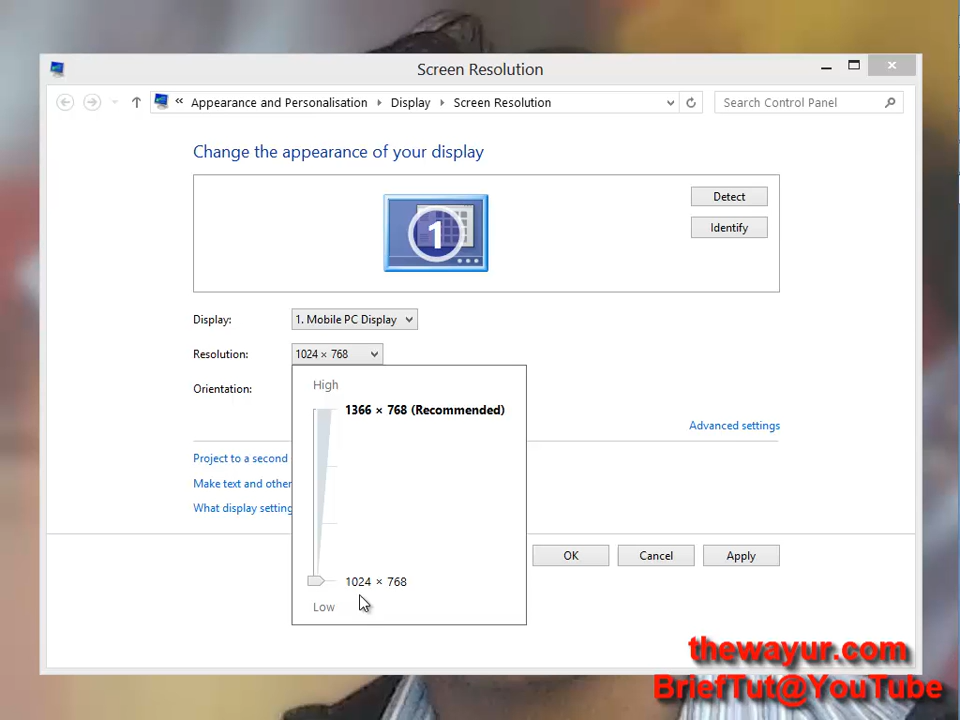 Screen Resolution
« Appearance and Personalisation Display Screen Resolution
Search Control Panel
Change the appearance of your display
1
Detect
Identify
Display: 1. Mobile PC Display
Resolution: 1024 × 768
High
Orientation:
1366 × 768 (Recommended)
Advanced settings
Project to a second
Make text and other
What display setting
OK Cancel Apply
1024 × 768
Low
thewayur.com
BriefTut@YouTube